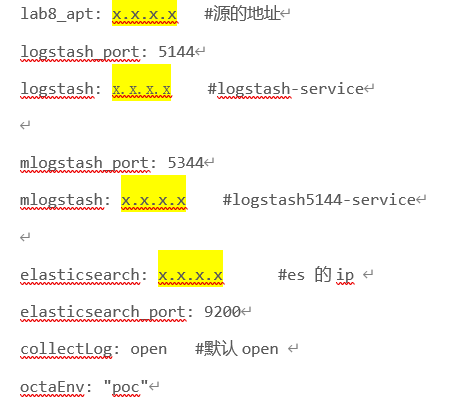 lab8_apt: x.x.x.x #源的地址
logstash_port: 5144
logstash: x.x.x.x #logstash-service
mlogstash_port: 5344
mlogstash: x.x.x.x #logstash5144-service
elasticsearch: x.x.x.x #es 的 ip
elasticsearch_port: 9200
collectLog: open #默认 open
octaEnv: "poc"